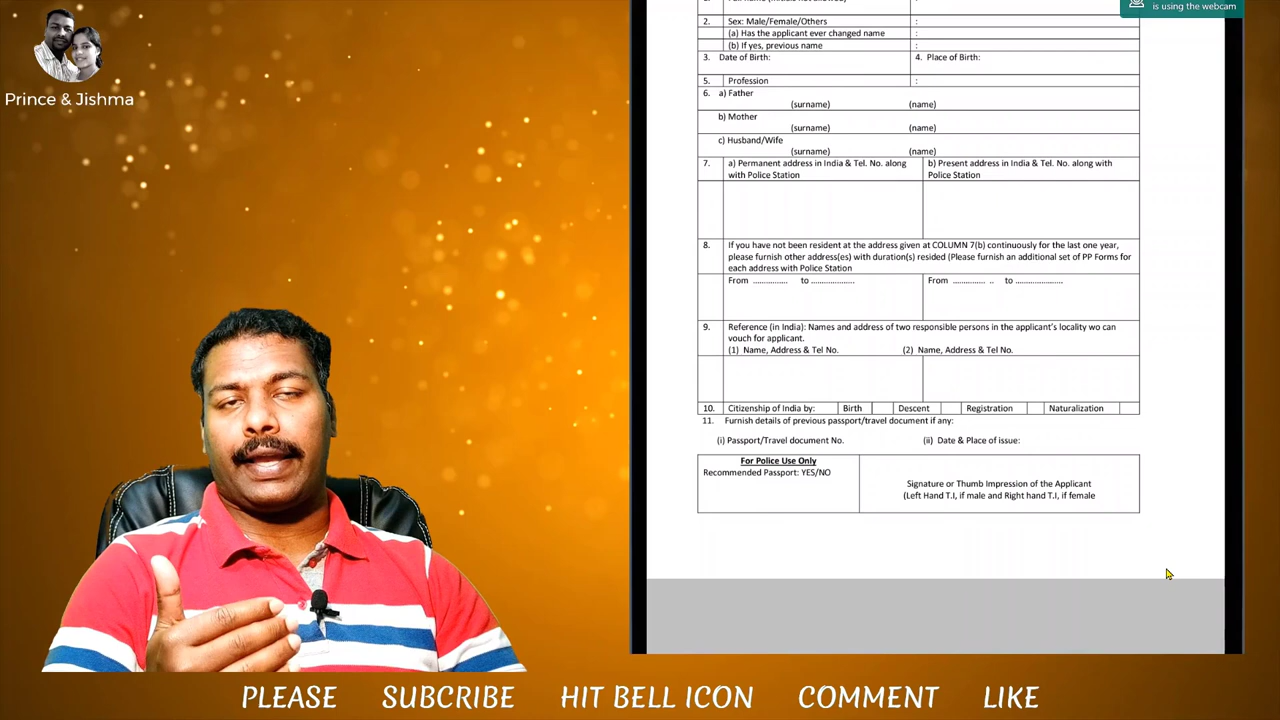 is using the webcam
Prince & Jishma
2. Sex: Male/Female/Others :
(a) Has the applicant ever changed name :
(b) If yes, previous name :
3. Date of Birth: 4. Place of Birth:
5. Profession :
6. a) Father
(surname) (name)
b) Mother
(surname) (name)
c) Husband/Wife
(surname) (name)
7. a) Permanent address in India & Tel. No. along
with Police Station
b) Present address in India & Tel. No. along with
Police Station
8. If you have not been resident at the address given at COLUMN 7(b) continuously for the last one year,
please furnish other address(es) with duration(s) resided (Please furnish an additional set of PP Forms for
each address with Police Station
From ............... to ................... From .............. .. to .....................
9. Reference (in India): Names and address of two responsible persons in the applicant's locality wo can
vouch for applicant.
(1) Name, Address & Tel No. (2) Name, Address & Tel No.
10. Citizenship of India by: Birth Descent Registration Naturalization
11. Furnish details of previous passport/travel document if any:
(i) Passport/Travel document No. (ii) Date & Place of issue:
For Police Use Only
Recommended Passport: YES/NO
Signature or Thumb Impression of the Applicant
(Left Hand T.I, if male and Right hand T.I, if female
PLEASE SUBCRIBE HIT BELL ICON COMMENT LIKE